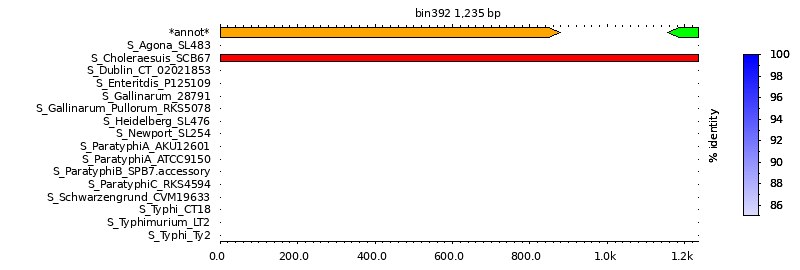 bin392 1,235 bp
*annot*
S_Agona_SL483
S_Choleraesuis_SCB67
S_Dublin_CT_02021853
S_Enteritdis_P125109
S_Gallinarum_28791
S_Gallinarum_Pullorum_RKS5078
S_Heidelberg_SL476
S_Newport_SL254
S_ParatyphiA_AKU12601
S_ParatyphiA_ATCC9150
S_ParatyphiB_SPB7.accessory
S_ParatyphiC_RKS4594
S_Schwarzengrund_CVM19633
S_Typhi_CT18
S_Typhimurium_LT2
S_Typhi_Ty2
0.0 200.0 400.0 600.0 800.0 1.0k 1.2k
% identity
100
98
96
94
92
90
88
86